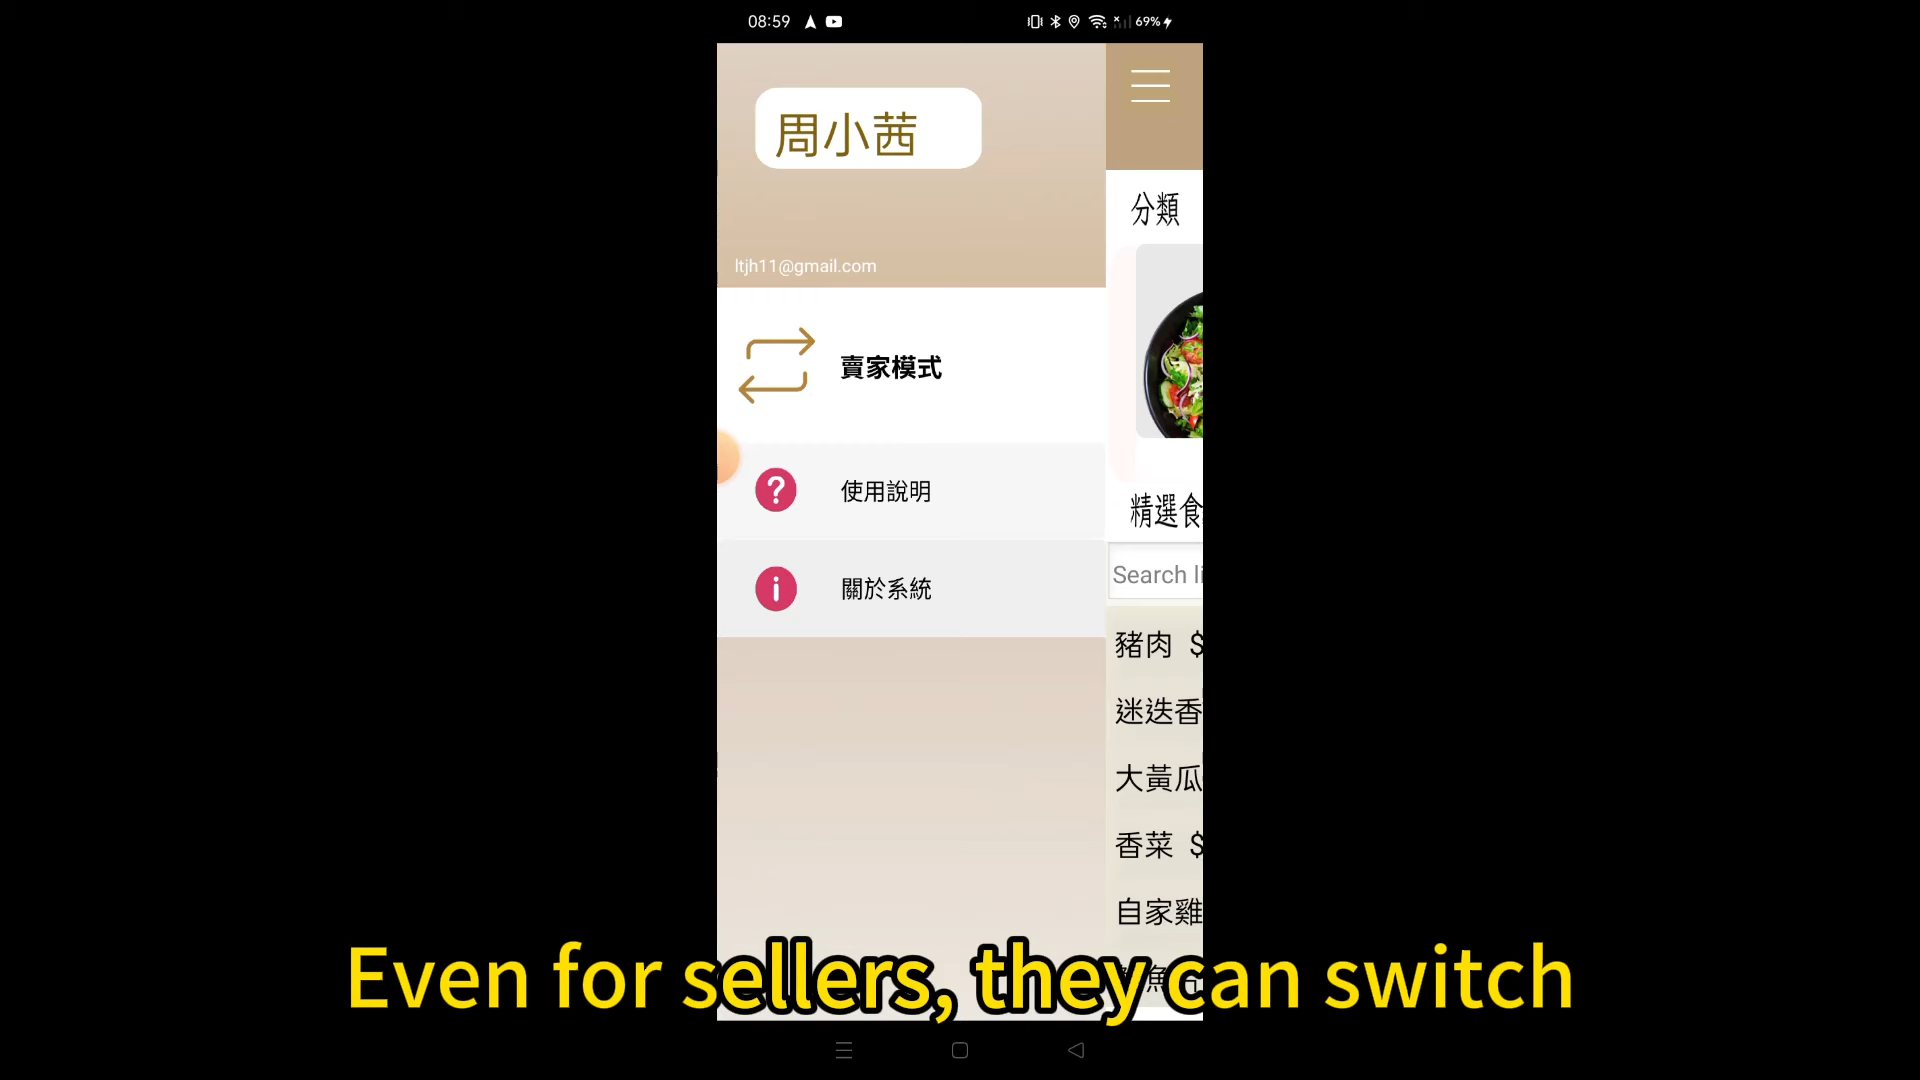 08:59
69%
周小茜
ltjh11@gmail.com
賣家模式
使用說明
關於系統
分類
精選食
Search li
豬肉 $
迷迭香
大黃瓜
香菜 $
自家雞
Even for sellers, they can switch